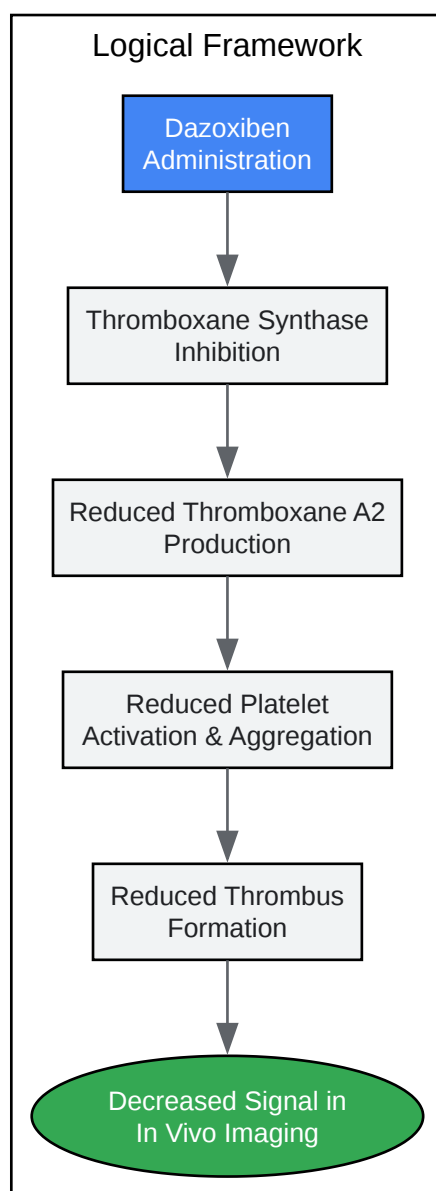 Logical Framework
Dazoxiben
Administration
Thromboxane Synthase
Inhibition
Reduced Thromboxane A2
Production
Reduced Platelet
Activation & Aggregation
Reduced Thrombus
Formation
Decreased Signal in
In Vivo Imaging